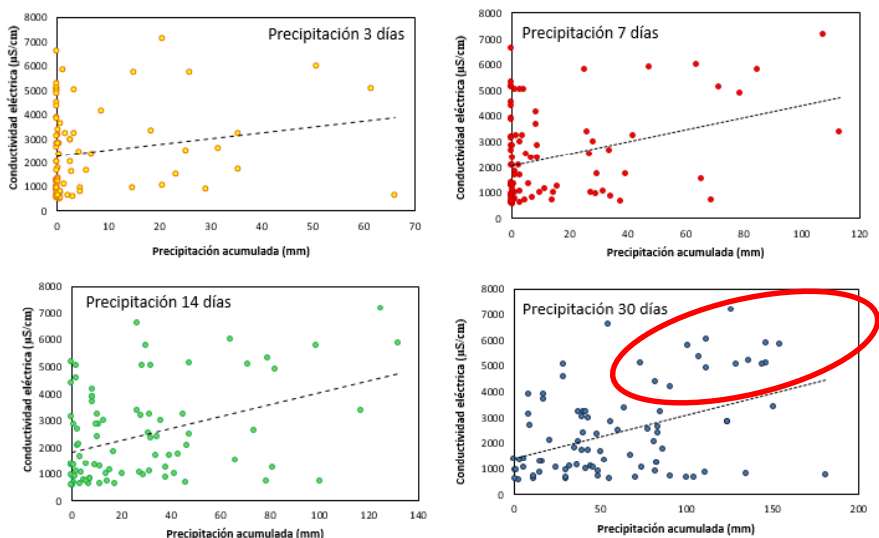 Precipitación 3 días
Conductividad eléctrica (µS/cm)
8000
7000
6000
5000
4000
3000
2000
1000
0
0 10 20 30 40 50 60 70
Precipitación acumulada (mm)
Precipitación 7 días
Conductividad eléctrica (µS/cm)
8000
7000
6000
5000
4000
3000
2000
1000
0
0 20 40 60 80 100 120
Precipitación acumulada (mm)
Precipitación 14 días
Conductividad eléctrica (µS/cm)
8000
7000
6000
5000
4000
3000
2000
1000
0
0 20 40 60 80 100 120 140
Precipitación acumulada (mm)
Precipitación 30 días
Conductividad eléctrica (µS/cm)
8000
7000
6000
5000
4000
3000
2000
1000
0
0 50 100 150 200
Precipitación acumulada (mm)